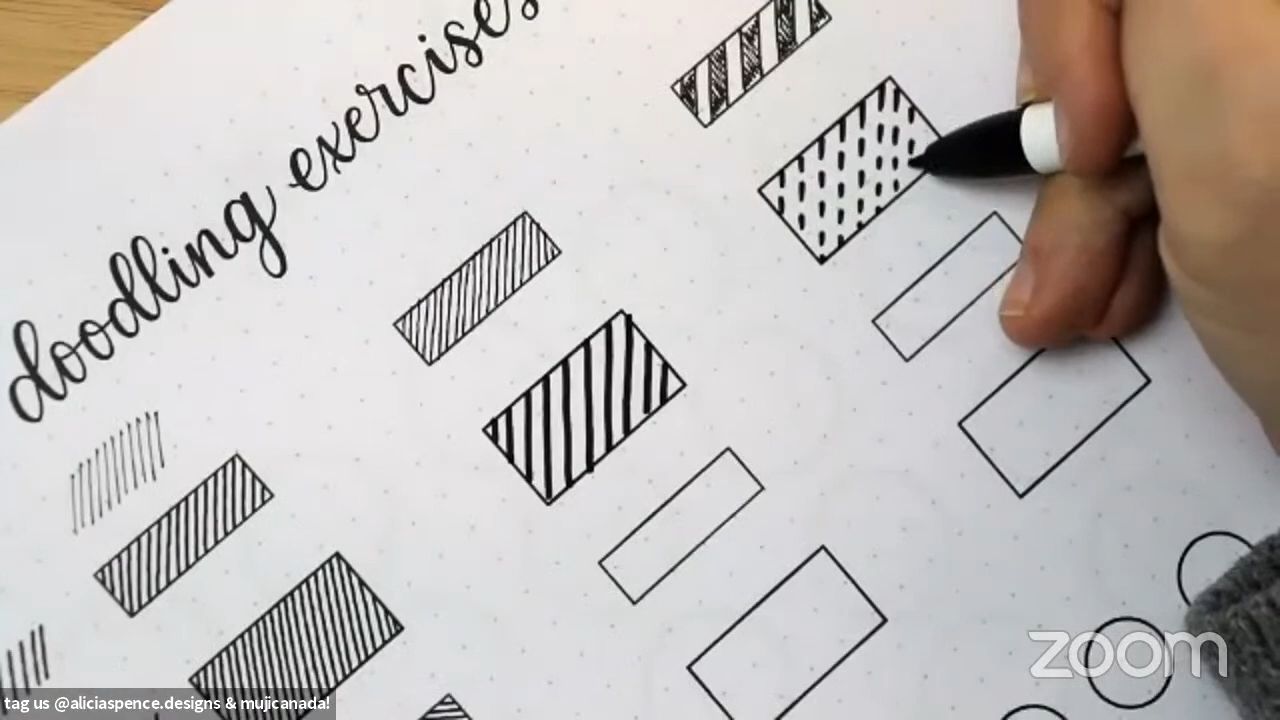 doodling exercises
zoom
tag us @aliciaspence.designs & mujicanada!